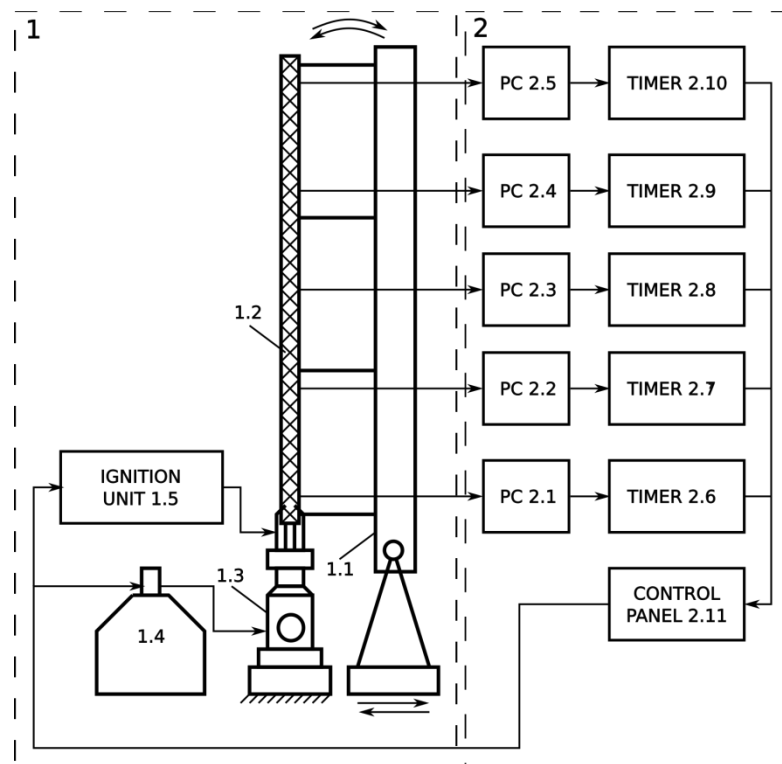 1
2
PC 2.5
TIMER 2.10
PC 2.4
TIMER 2.9
PC 2.3
TIMER 2.8
1.2
PC 2.2
TIMER 2.7
IGNITION
UNIT 1.5
PC 2.1
TIMER 2.6
1.1
1.3
CONTROL
PANEL 2.11
1.4